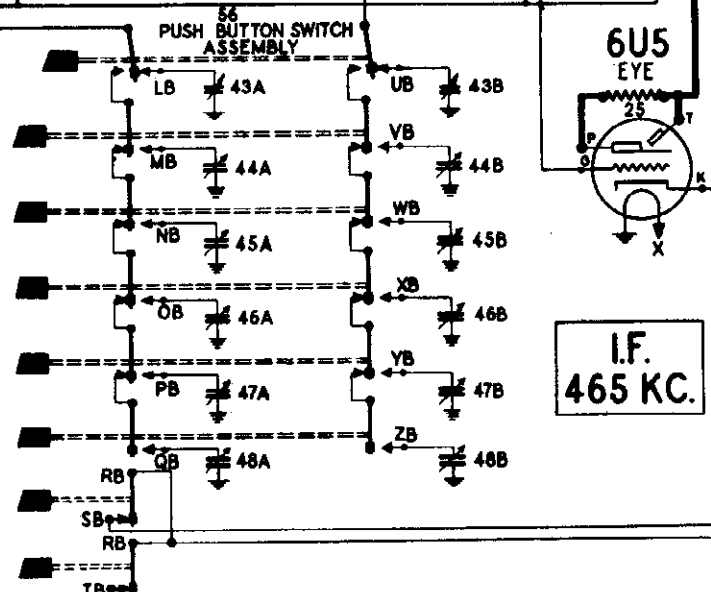 56
PUSH BUTTON SWITCH
ASSEMBLY
6U5
EYE
25
P
T
G
K
X
LB 43A UB 43B
MB 44A VB 44B
NB 45A WB 45B
OB 46A XB 46B
PB 47A YB 47B
QB 48A ZB 48B
RB
SB
RB
TB
I.F.
465 KC.